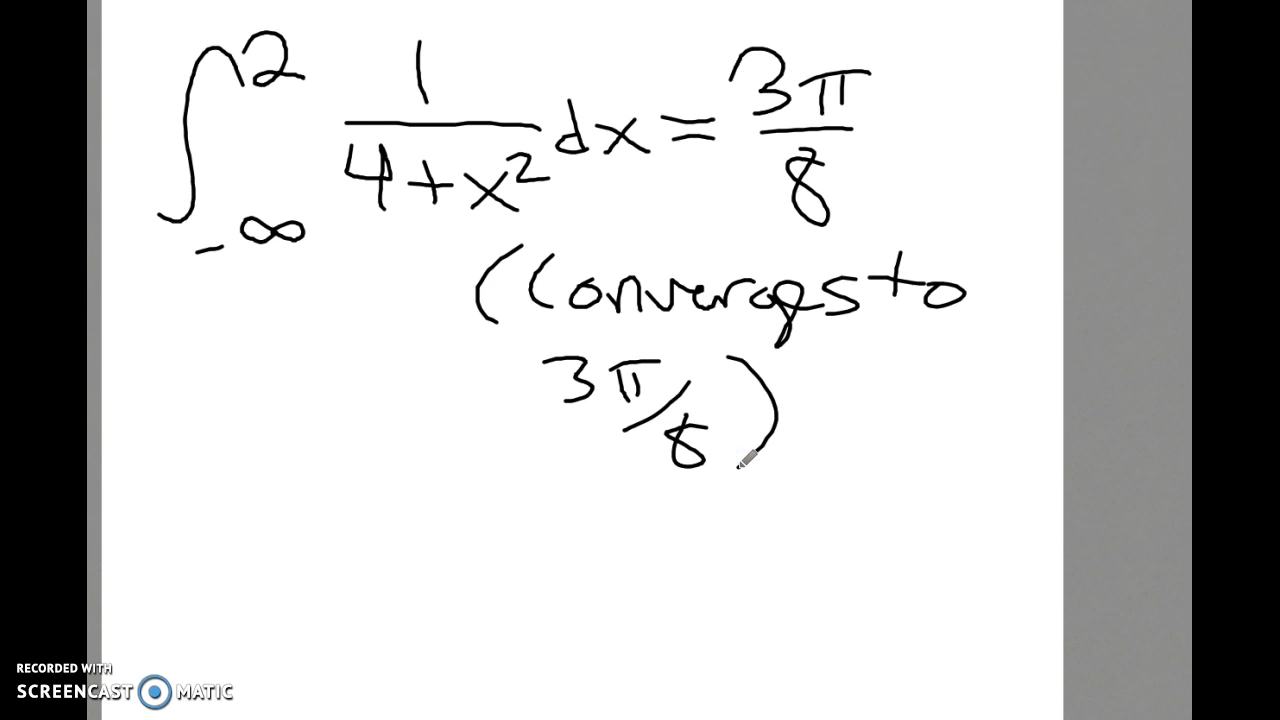 ∫_{-∞}^{2} 1/(4+x²) dx = 3π/8
(Converges to
3π/8)
RECORDED WITH
SCREENCAST MATIC